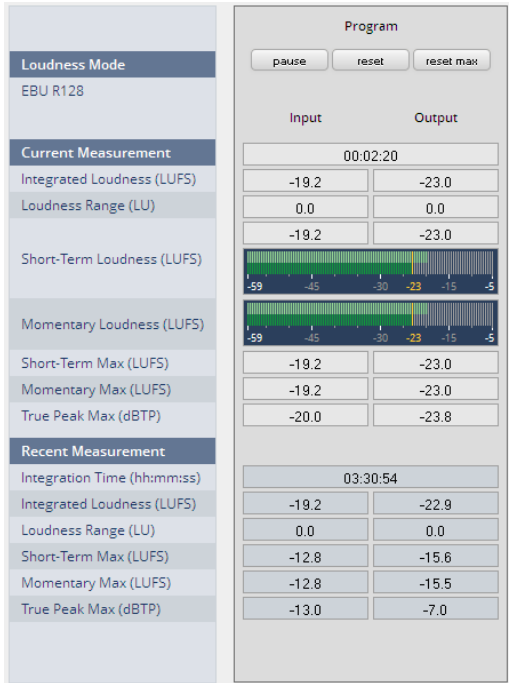 Program
pause reset reset max
Loudness Mode
EBU R128
Input Output
Current Measurement
00:02:20
Integrated Loudness (LUFS) -19.2 -23.0
Loudness Range (LU) 0.0 0.0
-19.2 -23.0
Short-Term Loudness (LUFS)
-59 -45 -30 -23 -15 -5
Momentary Loudness (LUFS)
-59 -45 -30 -23 -15 -5
Short-Term Max (LUFS) -19.2 -23.0
Momentary Max (LUFS) -19.2 -23.0
True Peak Max (dBTP) -20.0 -23.8
Recent Measurement
Integration Time (hh:mm:ss) 03:30:54
Integrated Loudness (LUFS) -19.2 -22.9
Loudness Range (LU) 0.0 0.0
Short-Term Max (LUFS) -12.8 -15.6
Momentary Max (LUFS) -12.8 -15.5
True Peak Max (dBTP) -13.0 -7.0